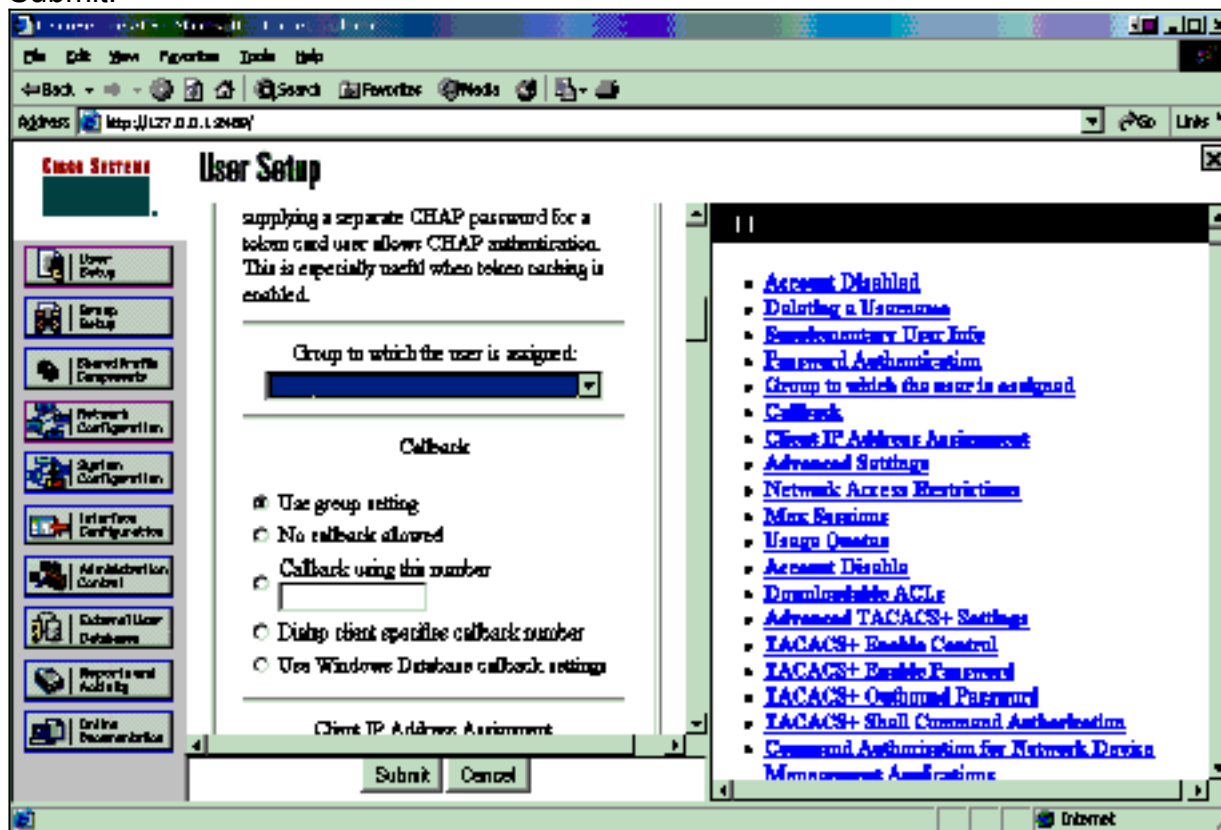 Submit.
File Edit View Favorites Tools Help
Back Search Favorites Media
Address http://127.0.0.1:2489/ Go Links
CISCO SYSTEMS
User Setup
User Setup
Group Setup
Shared Profile Components
Network Configuration
System Configuration
Interface Configuration
Administration Control
External User Databases
Reports and Activity
Online Documentation
supplying a separate CHAP password for a
token card user allows CHAP authentication.
This is especially useful when token caching is
enabled.
Group to which the user is assigned:
Callback
Use group setting
No callback allowed
Callback using this number
Dialup client specifies callback number
Use Windows Database callback settings
Client IP Address Assignment
Submit Cancel
Account Disabled
Deleting a Username
Supplementary User Info
Password Authentication
Group to which the user is assigned
Callback
Client IP Address Assignment
Advanced Settings
Network Access Restrictions
Max Sessions
Usage Quotas
Account Disable
Downloadable ACLs
Advanced TACACS+ Settings
TACACS+ Enable Control
TACACS+ Enable Password
TACACS+ Outbound Password
TACACS+ Shell Command Authorization
Command Authorization for Network Device
Management Applications
Internet